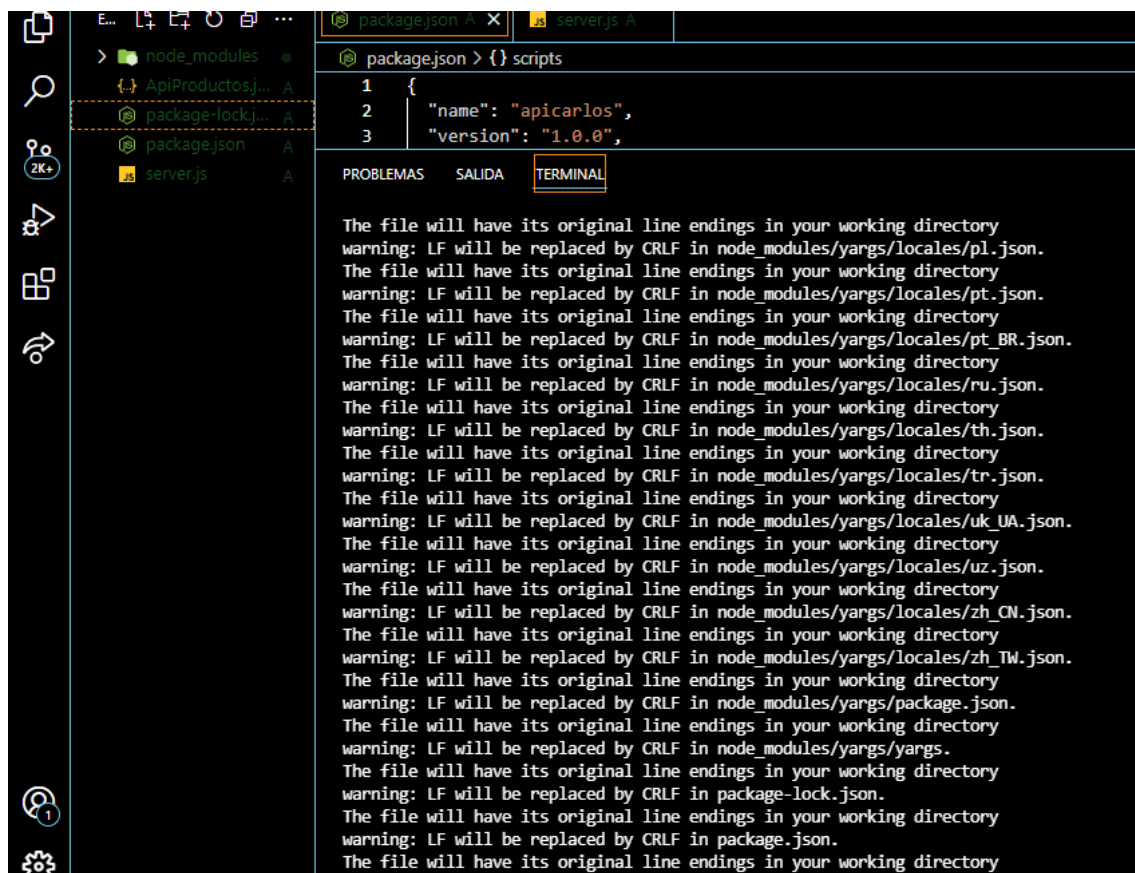 E... ...
package.json A
server.js A
node_modules
ApiProductos.j... A
package-lock.j... A
package.json A
server.js A
2K+
1
package.json > {} scripts
1 {
2 "name": "apicarlos",
3 "version": "1.0.0",
PROBLEMAS SALIDA TERMINAL
The file will have its original line endings in your working directory
warning: LF will be replaced by CRLF in node_modules/yargs/locales/pl.json.
The file will have its original line endings in your working directory
warning: LF will be replaced by CRLF in node_modules/yargs/locales/pt.json.
The file will have its original line endings in your working directory
warning: LF will be replaced by CRLF in node_modules/yargs/locales/pt_BR.json.
The file will have its original line endings in your working directory
warning: LF will be replaced by CRLF in node_modules/yargs/locales/ru.json.
The file will have its original line endings in your working directory
warning: LF will be replaced by CRLF in node_modules/yargs/locales/th.json.
The file will have its original line endings in your working directory
warning: LF will be replaced by CRLF in node_modules/yargs/locales/tr.json.
The file will have its original line endings in your working directory
warning: LF will be replaced by CRLF in node_modules/yargs/locales/uk_UA.json.
The file will have its original line endings in your working directory
warning: LF will be replaced by CRLF in node_modules/yargs/locales/uz.json.
The file will have its original line endings in your working directory
warning: LF will be replaced by CRLF in node_modules/yargs/locales/zh_CN.json.
The file will have its original line endings in your working directory
warning: LF will be replaced by CRLF in node_modules/yargs/locales/zh_TW.json.
The file will have its original line endings in your working directory
warning: LF will be replaced by CRLF in node_modules/yargs/package.json.
The file will have its original line endings in your working directory
warning: LF will be replaced by CRLF in node_modules/yargs/yargs.
The file will have its original line endings in your working directory
warning: LF will be replaced by CRLF in package-lock.json.
The file will have its original line endings in your working directory
warning: LF will be replaced by CRLF in package.json.
The file will have its original line endings in your working directory